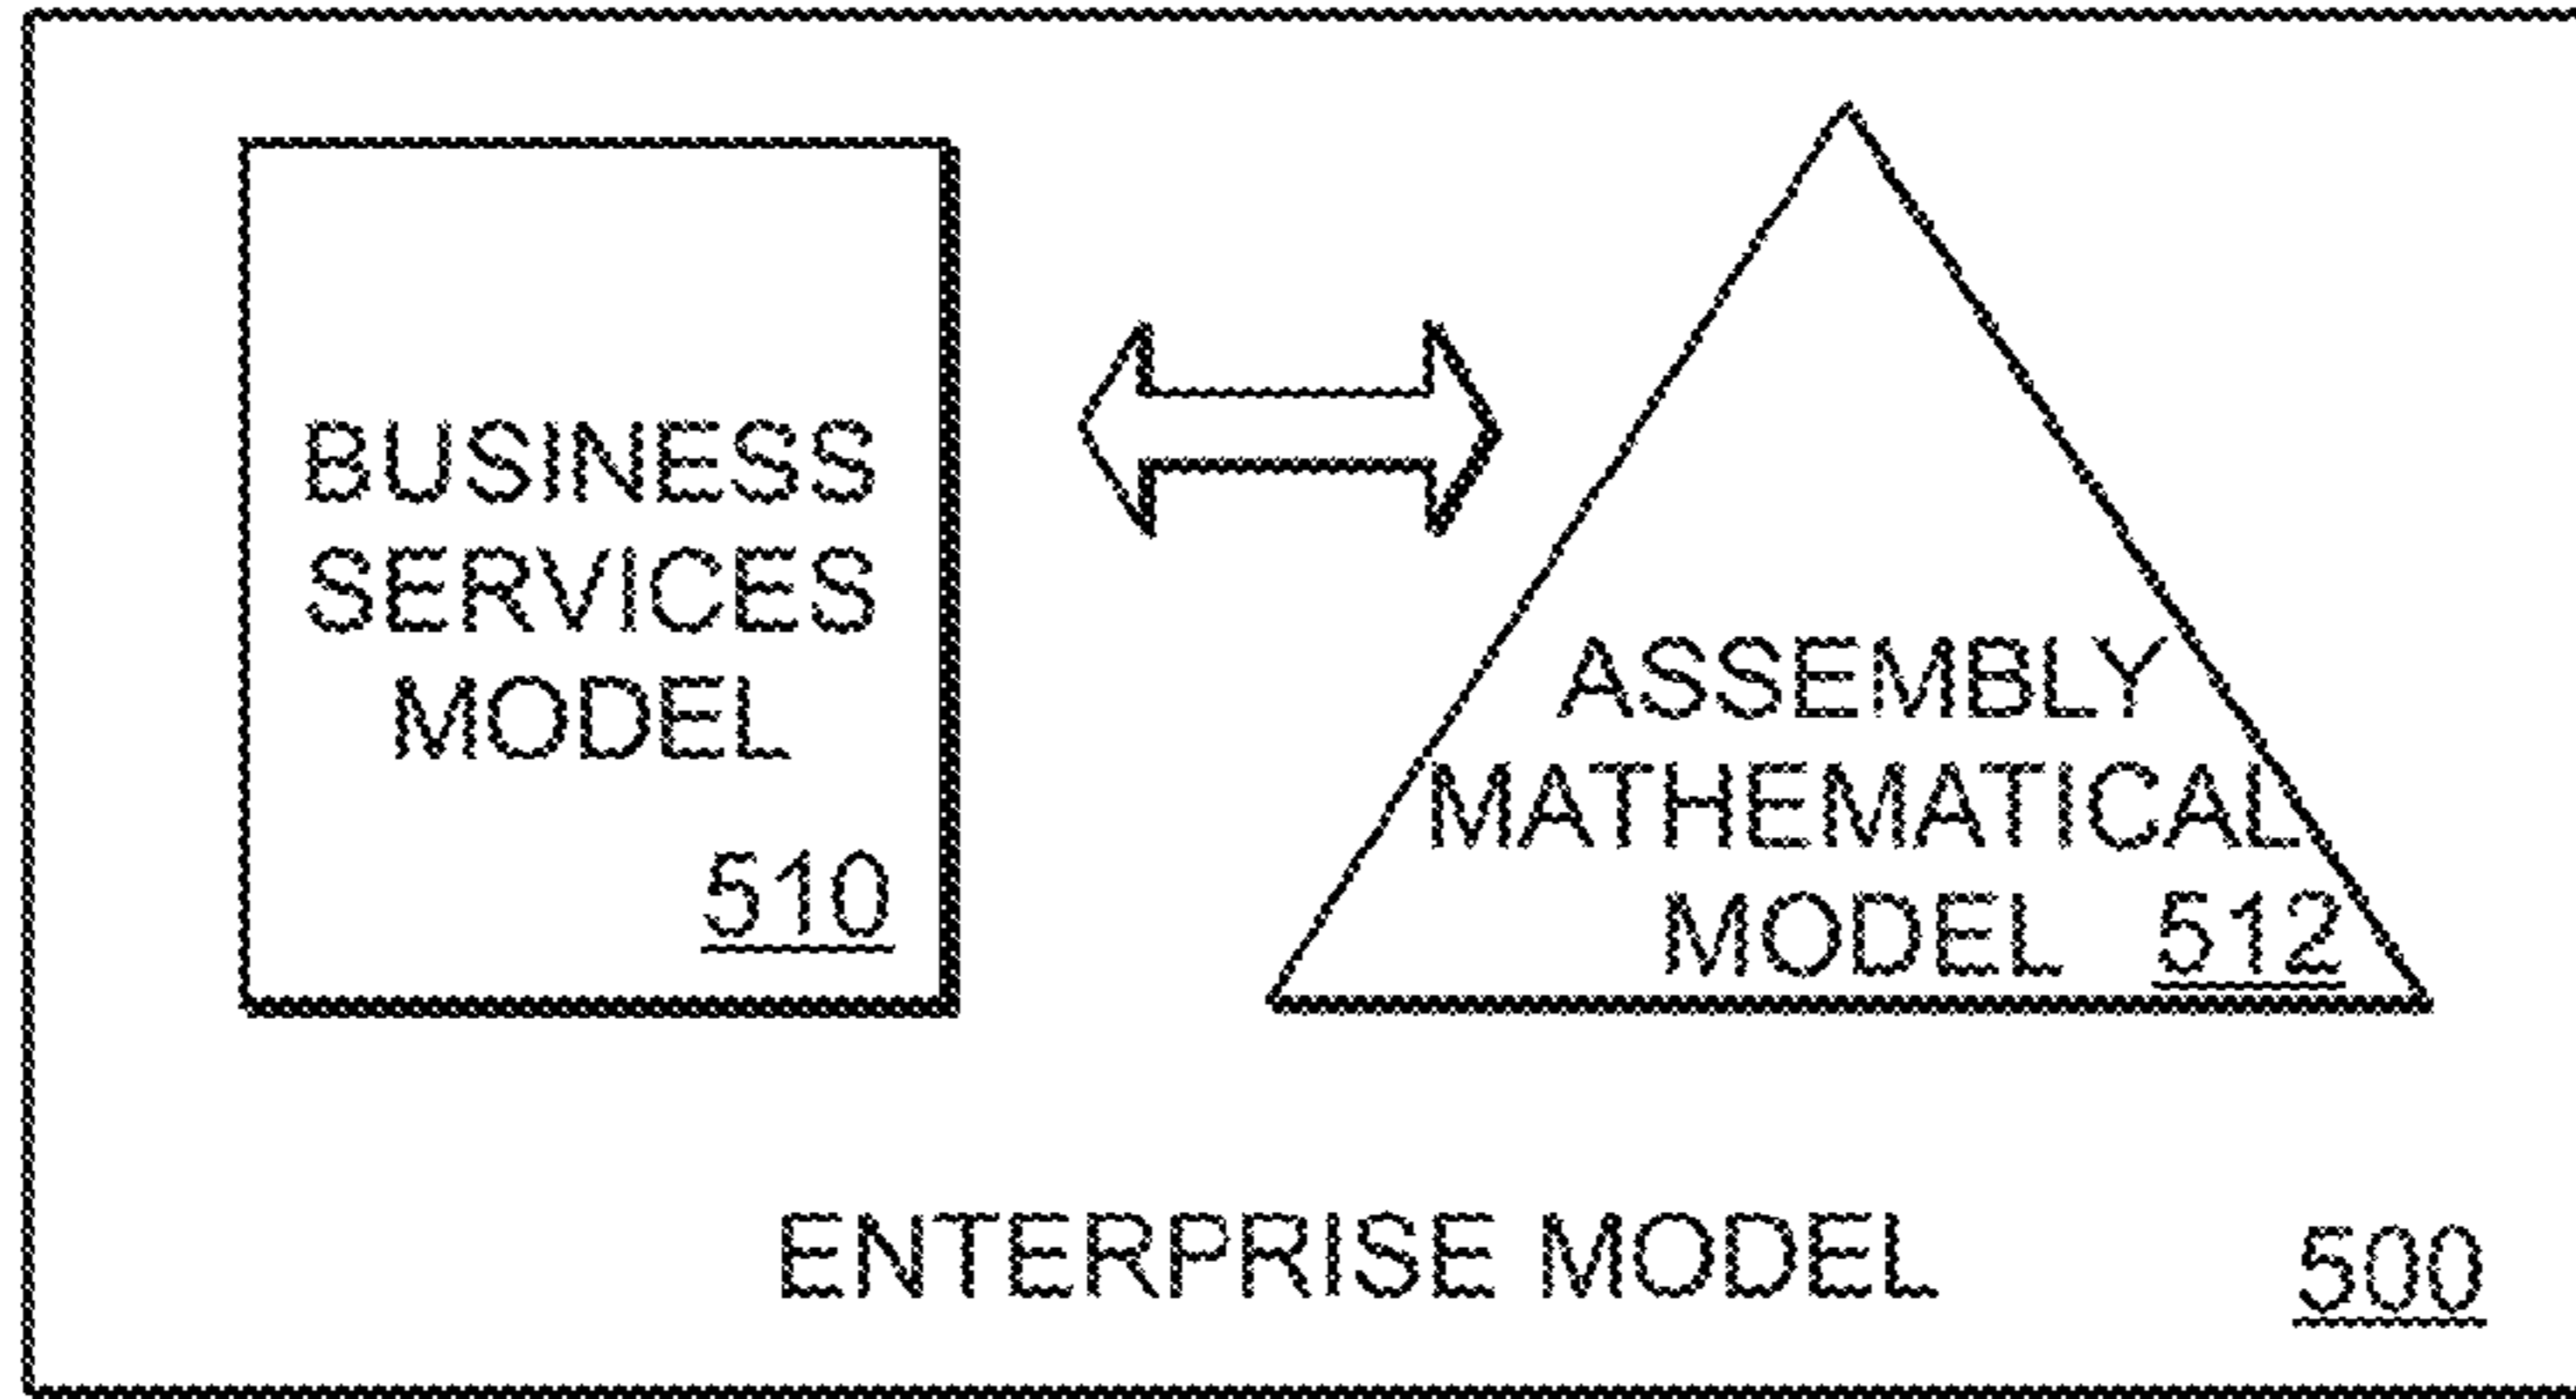 BUSINESS
SERVICES
MODEL
510
ASSEMBLY
MATHEMATICAL
MODEL 512
ENTERPRISE MODEL 500